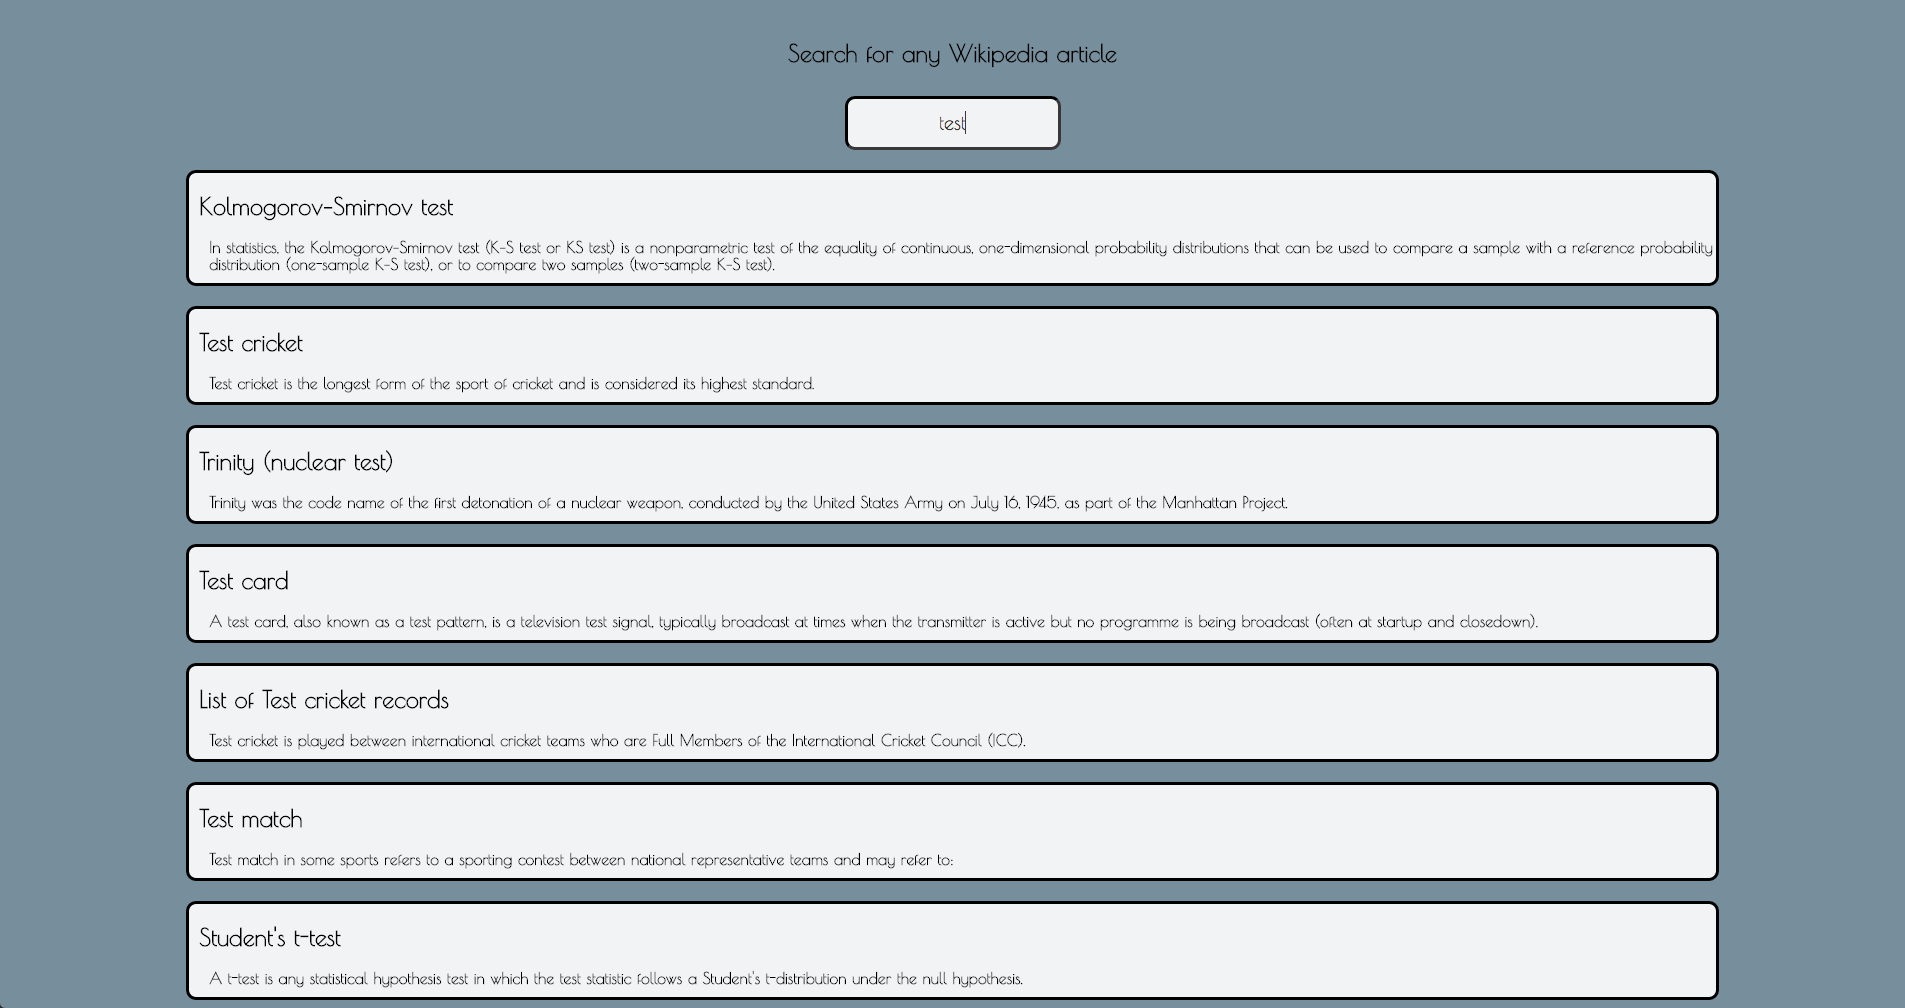 Search for any Wikipedia article
test
Kolmogorov–Smirnov test
In statistics, the Kolmogorov–Smirnov test (K–S test or KS test) is a nonparametric test of the equality of continuous, one-dimensional probability distributions that can be used to compare a sample with a reference probability
distribution (one-sample K–S test), or to compare two samples (two-sample K–S test).
Test cricket
Test cricket is the longest form of the sport of cricket and is considered its highest standard.
Trinity (nuclear test)
Trinity was the code name of the first detonation of a nuclear weapon, conducted by the United States Army on July 16, 1945, as part of the Manhattan Project.
Test card
A test card, also known as a test pattern, is a television test signal, typically broadcast at times when the transmitter is active but no programme is being broadcast (often at startup and closedown).
List of Test cricket records
Test cricket is played between international cricket teams who are Full Members of the International Cricket Council (ICC).
Test match
Test match in some sports refers to a sporting contest between national representative teams and may refer to:
Student's t-test
A t-test is any statistical hypothesis test in which the test statistic follows a Student's t-distribution under the null hypothesis.